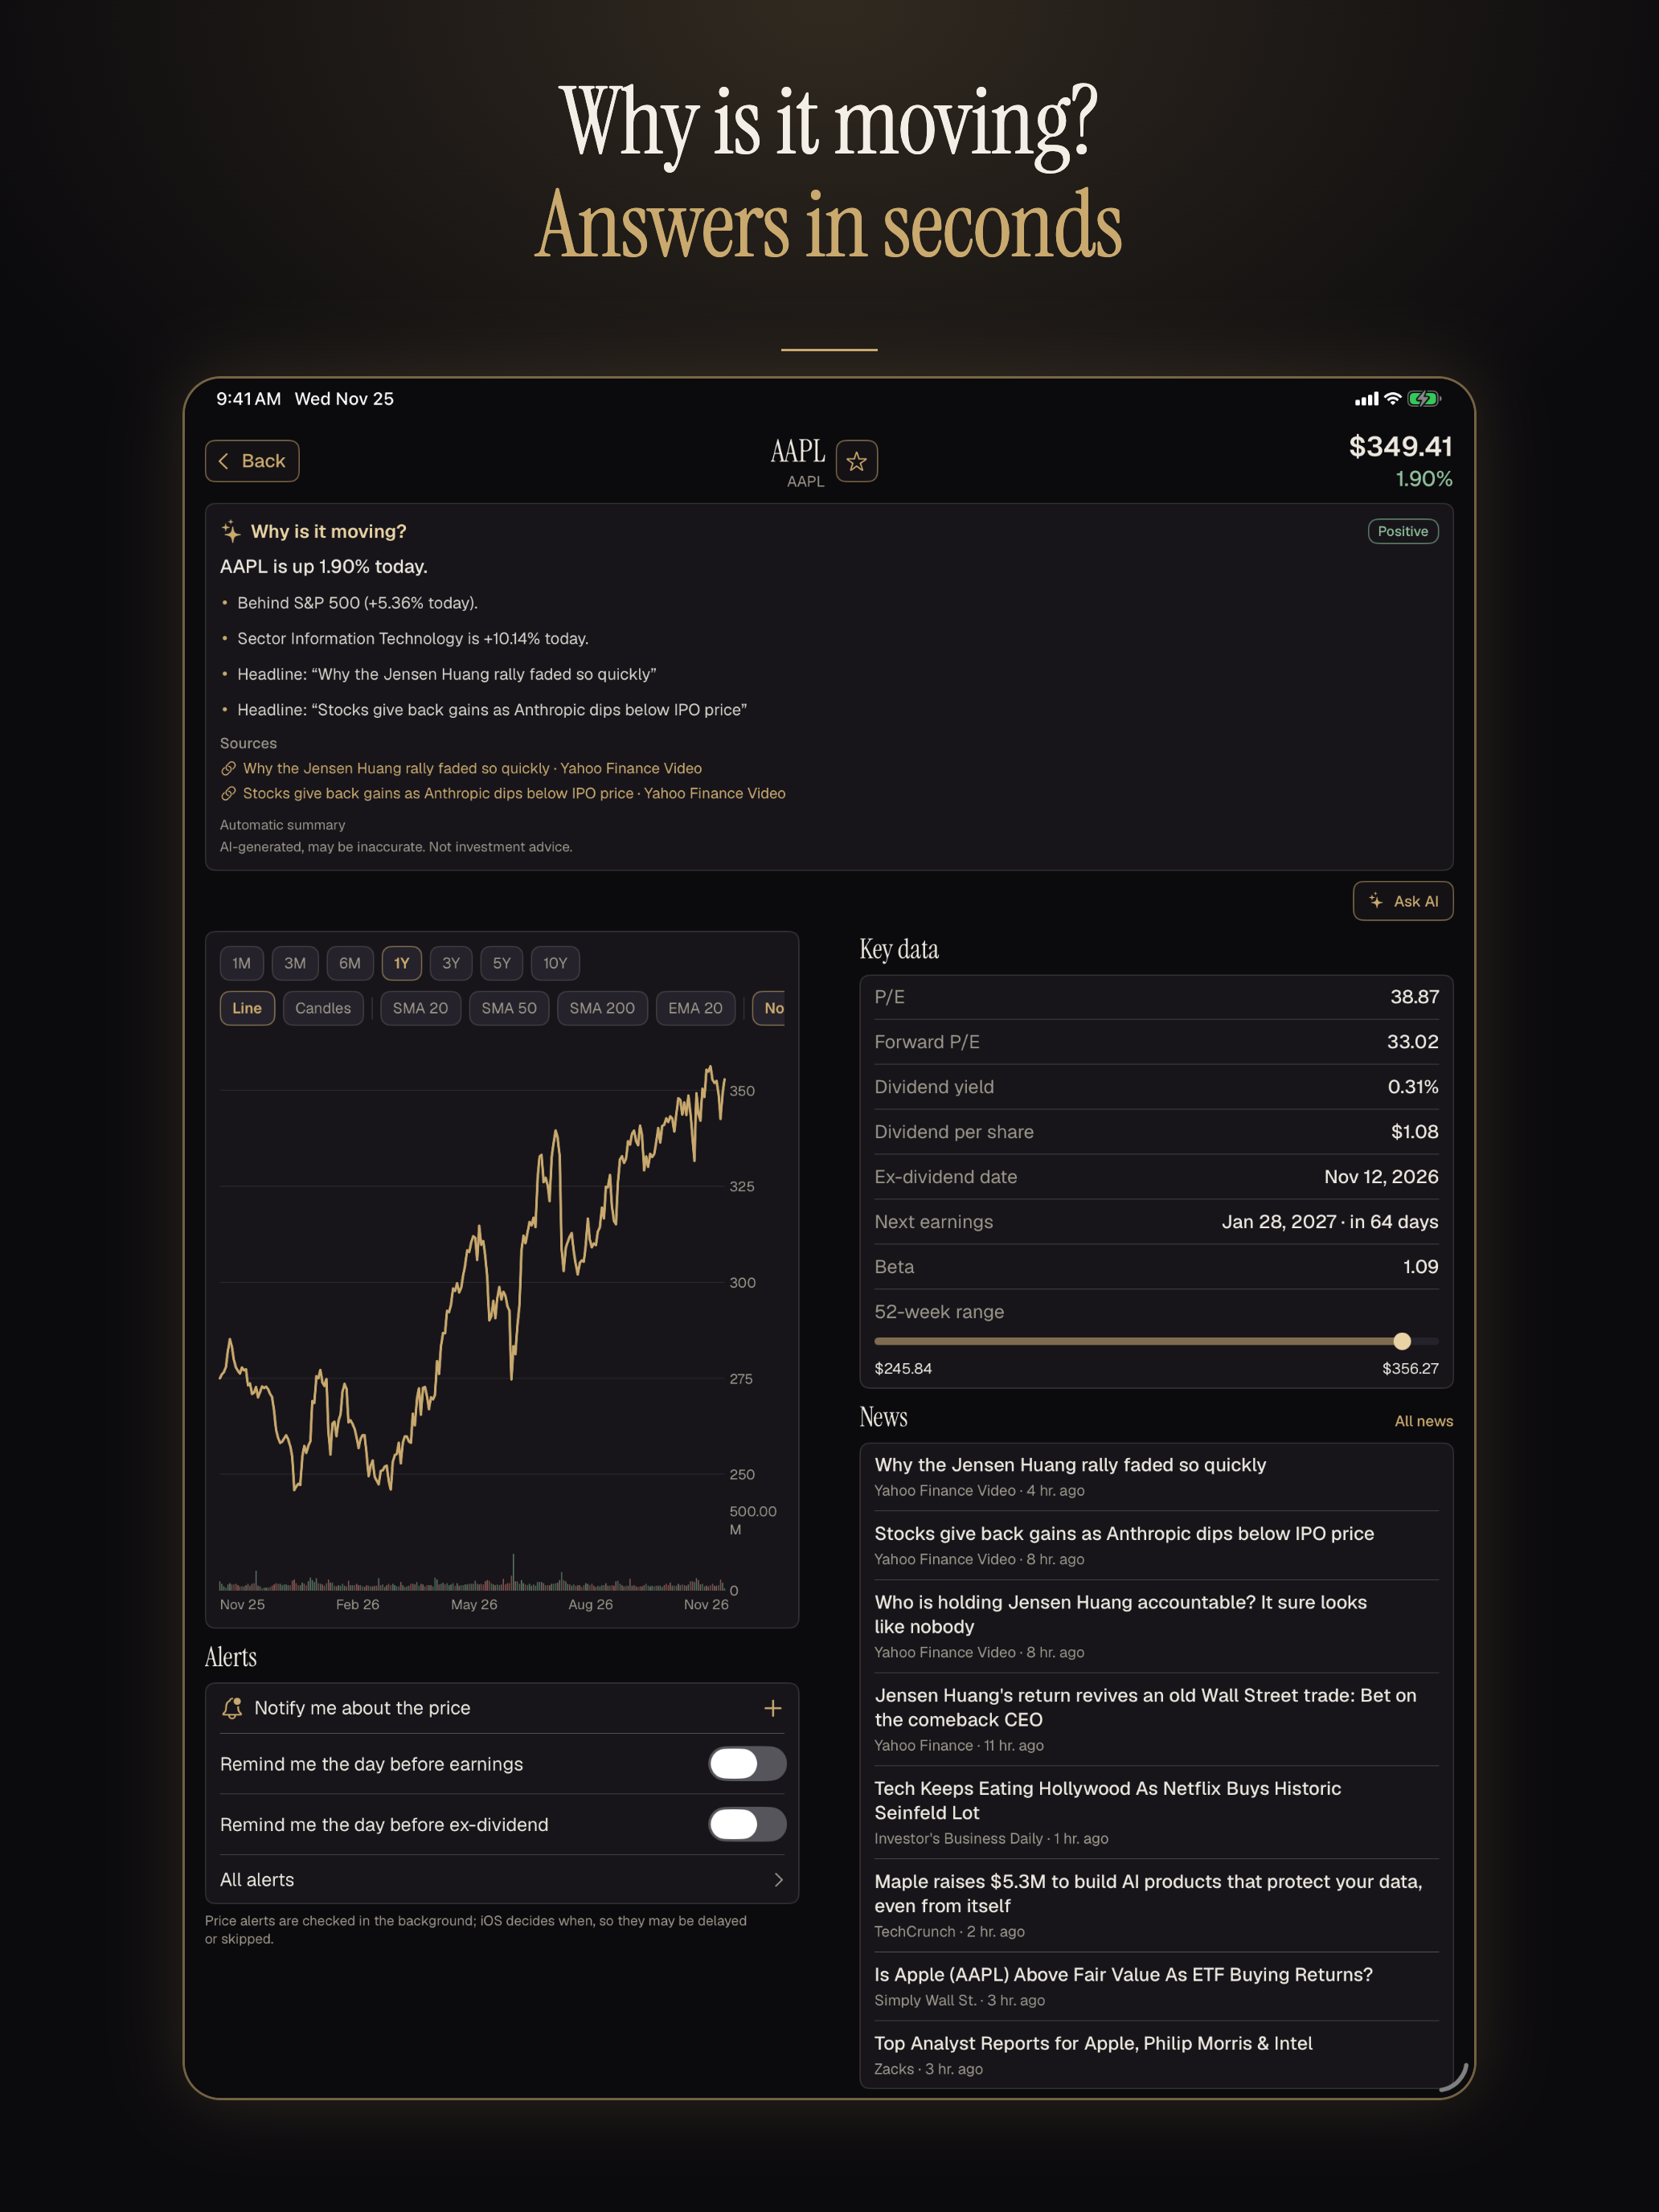 Why is it moving?
Answers in seconds
9:41 AM Wed Nov 25
Back
AAPL
AAPL
$349.41
1.90%
Why is it moving?
Positive
AAPL is up 1.90% today.
• Behind S&P 500 (+5.36% today).
• Sector Information Technology is +10.14% today.
• Headline: “Why the Jensen Huang rally faded so quickly”
• Headline: “Stocks give back gains as Anthropic dips below IPO price”
Sources
Why the Jensen Huang rally faded so quickly · Yahoo Finance Video
Stocks give back gains as Anthropic dips below IPO price · Yahoo Finance Video
Automatic summary
AI-generated, may be inaccurate. Not investment advice.
Ask AI
1M 3M 6M 1Y 3Y 5Y 10Y
Line Candles SMA 20 SMA 50 SMA 200 EMA 20 No
350
325
300
275
250
500.00
M
0
Nov 25 Feb 26 May 26 Aug 26 Nov 26
Alerts
Notify me about the price
Remind me the day before earnings
Remind me the day before ex-dividend
All alerts
Price alerts are checked in the background; iOS decides when, so they may be delayed
or skipped.
Key data
P/E 38.87
Forward P/E 33.02
Dividend yield 0.31%
Dividend per share $1.08
Ex-dividend date Nov 12, 2026
Next earnings Jan 28, 2027 · in 64 days
Beta 1.09
52-week range
$245.84 $356.27
News All news
Why the Jensen Huang rally faded so quickly
Yahoo Finance Video · 4 hr. ago
Stocks give back gains as Anthropic dips below IPO price
Yahoo Finance Video · 8 hr. ago
Who is holding Jensen Huang accountable? It sure looks
like nobody
Yahoo Finance Video · 8 hr. ago
Jensen Huang's return revives an old Wall Street trade: Bet on
the comeback CEO
Yahoo Finance · 11 hr. ago
Tech Keeps Eating Hollywood As Netflix Buys Historic
Seinfeld Lot
Investor's Business Daily · 1 hr. ago
Maple raises $5.3M to build AI products that protect your data,
even from itself
TechCrunch · 2 hr. ago
Is Apple (AAPL) Above Fair Value As ETF Buying Returns?
Simply Wall St. · 3 hr. ago
Top Analyst Reports for Apple, Philip Morris & Intel
Zacks · 3 hr. ago